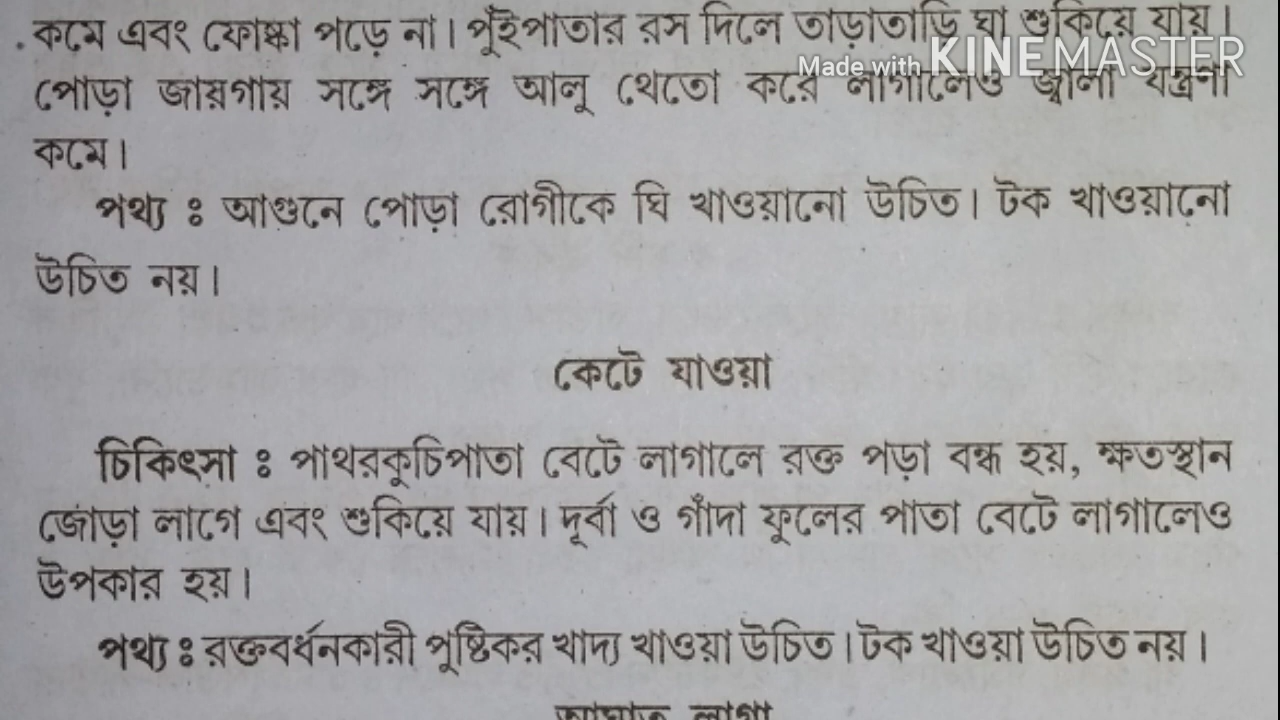 কমে এবং ফোস্কা পড়ে না। পুঁইপাতার রস দিলে তাড়াতাড়ি ঘা শুকিয়ে যায়।
Made with KINEMASTER
পোড়া জায়গায় সঙ্গে সঙ্গে আলু থেতো করে লাগালেও জ্বালা যন্ত্রণা
কমে।
পথ্য ঃ আগুনে পোড়া রোগীকে ঘি খাওয়ানো উচিত। টক খাওয়ানো
উচিত নয়।
কেটে যাওয়া
চিকিৎসা ঃ পাথরকুচিপাতা বেটে লাগালে রক্ত পড়া বন্ধ হয়, ক্ষতস্থান
জোড়া লাগে এবং শুকিয়ে যায়। দূর্বা ও গাঁদা ফুলের পাতা বেটে লাগালেও
উপকার হয়।
পথ্য ঃ রক্তবর্ধনকারী পুষ্টিকর খাদ্য খাওয়া উচিত। টক খাওয়া উচিত নয়।
আঘাত লাগা